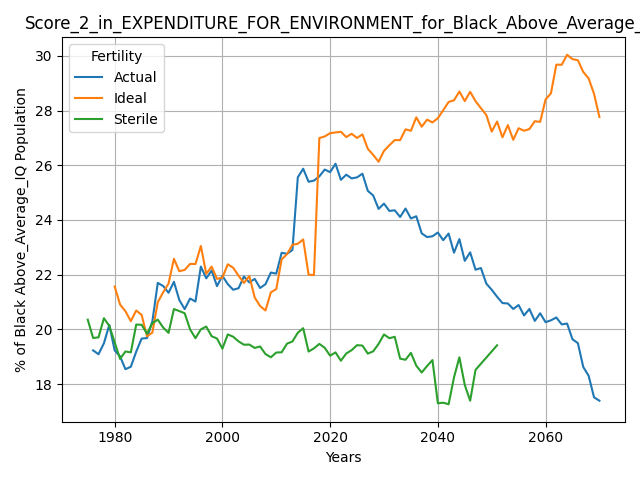 Score_2_in_EXPENDITURE_FOR_ENVIRONMENT_for_Black_Above_Average_
Fertility
Actual
Ideal
Sterile
% of Black Above_Average_IQ Population
30
28
26
24
22
20
18
1980
2000
2020
2040
2060
Years